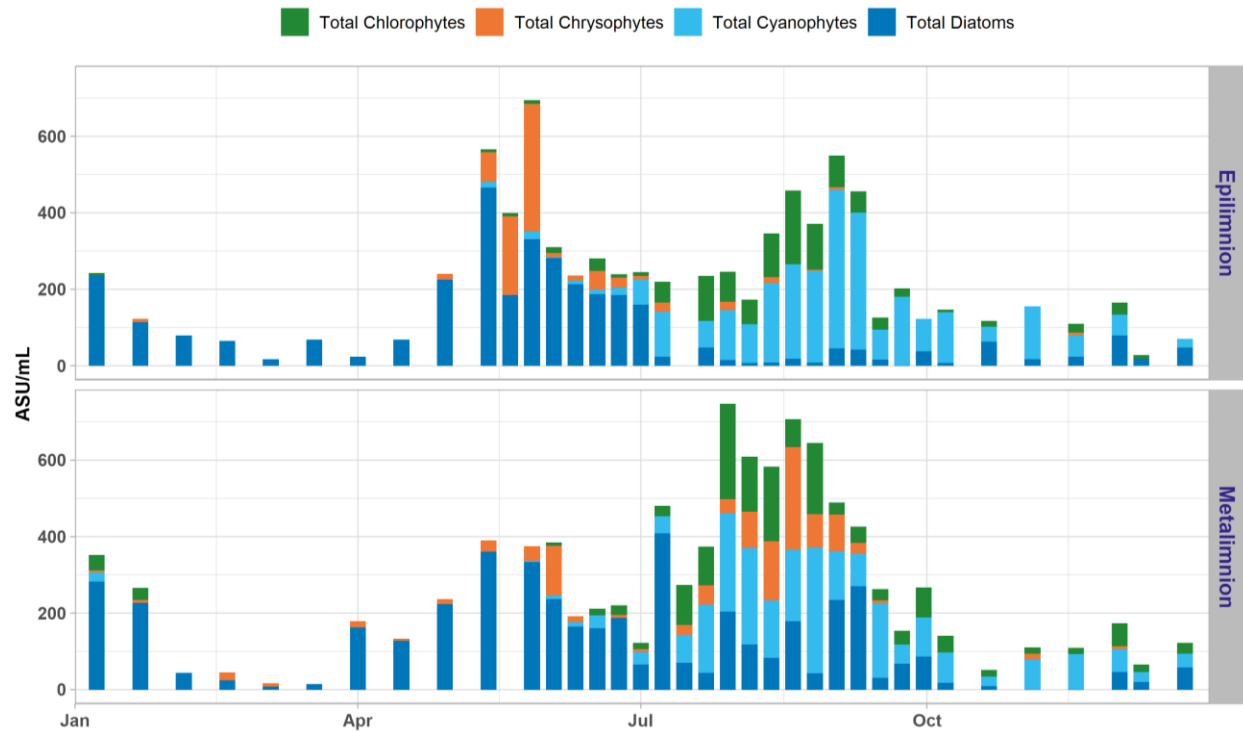 Total Chlorophytes Total Chrysophytes Total Cyanophytes Total Diatoms
600
400
200
0
Epilimnion
ASU/mL
600
400
200
0
Metalimnion
Jan Apr Jul Oct